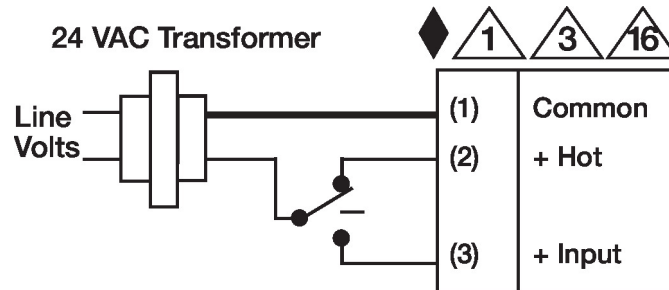 24 VAC Transformer
1 3 16
Line
Volts
(1) Common
(2) + Hot
(3) + Input